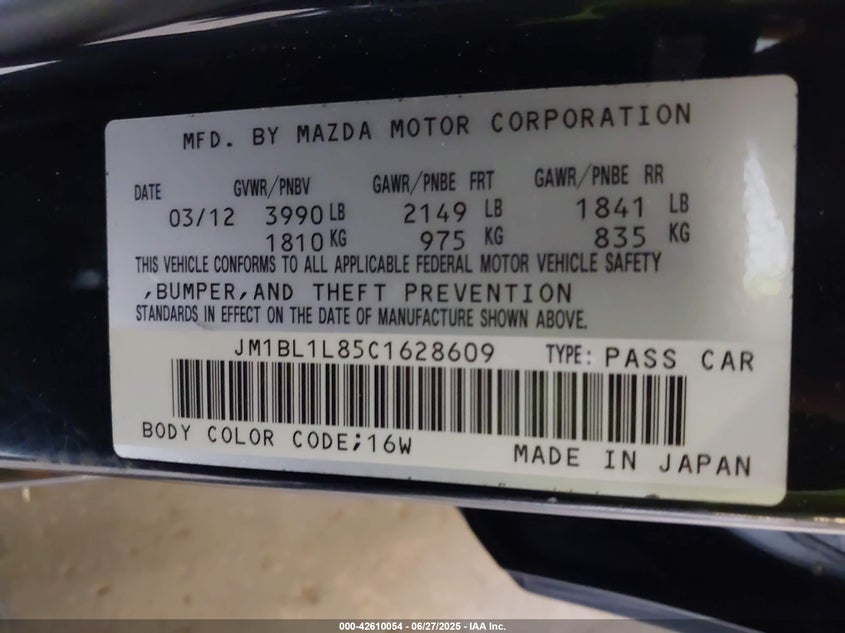 MFD. BY MAZDA MOTOR CORPORATION
DATE GVWR/PNBV GAWR/PNBE FRT GAWR/PNBE RR
03/12 3990 LB 2149 LB 1841 LB
1810 KG 975 KG 835 KG
THIS VEHICLE CONFORMS TO ALL APPLICABLE FEDERAL MOTOR VEHICLE SAFETY
,BUMPER,AND THEFT PREVENTION
STANDARDS IN EFFECT ON THE DATE OF MANUFACTURE SHOWN ABOVE.
JM1BL1L85C1628609 TYPE: PASS CAR
BODY COLOR CODE;16W MADE IN JAPAN
000-42610054 - 06/27/2025 - IAA Inc.